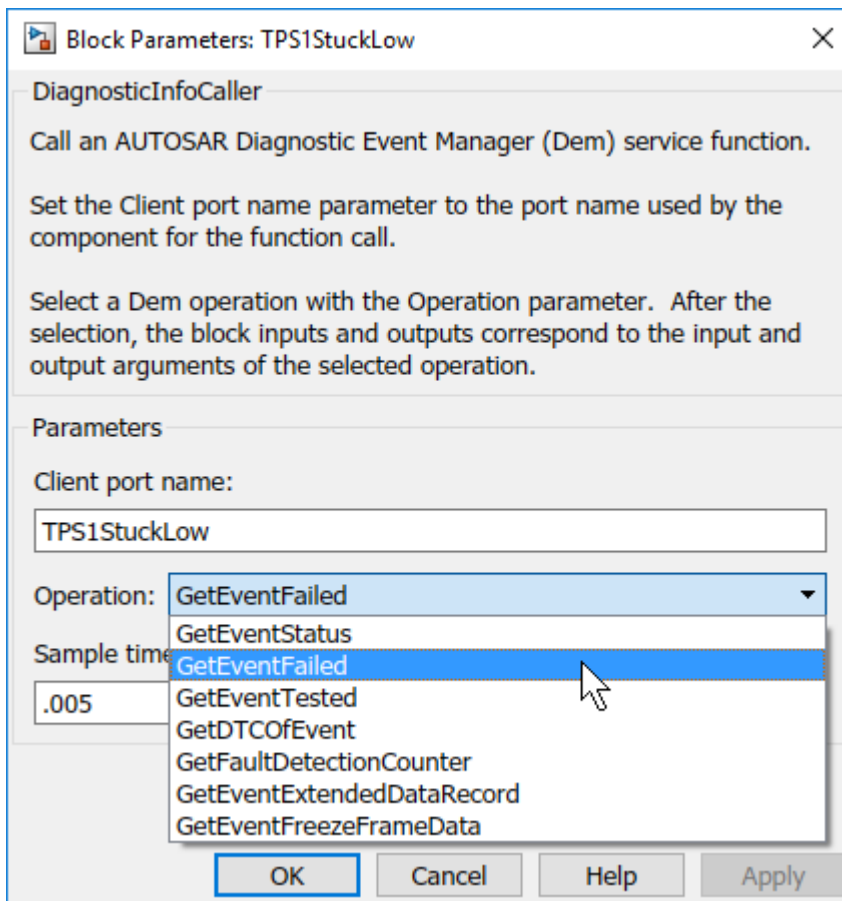 Block Parameters: TPS1StuckLow
DiagnosticInfoCaller
Call an AUTOSAR Diagnostic Event Manager (Dem) service function.
Set the Client port name parameter to the port name used by the
component for the function call.
Select a Dem operation with the Operation parameter.  After the
selection, the block inputs and outputs correspond to the input and
output arguments of the selected operation.
Parameters
Client port name:
TPS1StuckLow
Operation: GetEventFailed
GetEventStatus
Sample time
GetEventFailed
.005
GetEventTested
GetDTCOfEvent
GetFaultDetectionCounter
GetEventExtendedDataRecord
GetEventFreezeFrameData
OK Cancel Help Apply